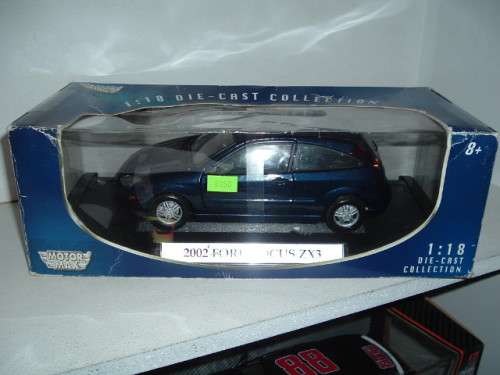 1:18 DIE-CAST COLLECTION
8+
2002 FORD FOCUS ZX3
MOTOR
MAX
1:18
DIE-CAST
COLLECTION
88